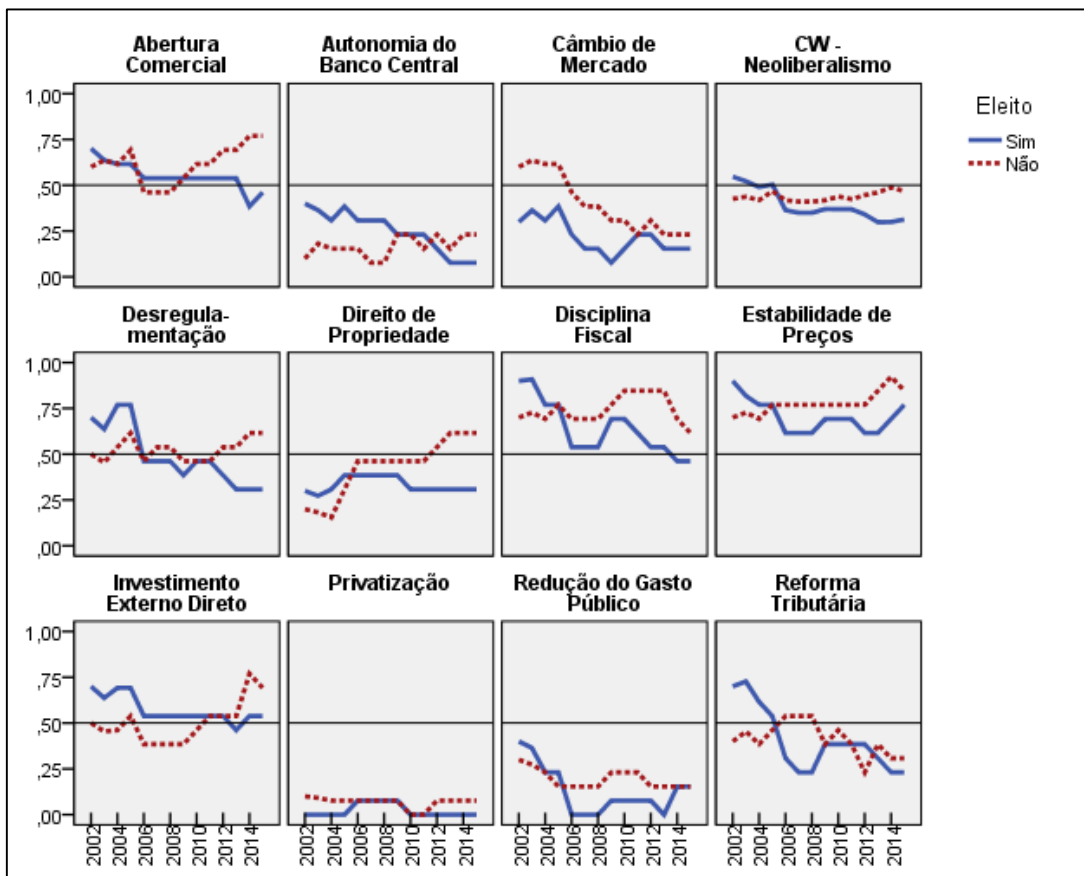 Abertura
Comercial
Autonomia do
Banco Central
Câmbio de
Mercado
CW -
Neoliberalismo
Eleito
Sim
Não
1,00
,75
,50
,25
,00
Desregula-
mentação
Direito de
Propriedade
Disciplina
Fiscal
Estabilidade de
Preços
1,00
,75
,50
,25
,00
Investimento
Externo Direto
Privatização
Redução do Gasto
Público
Reforma
Tributária
1,00
,75
,50
,25
,00
2002
2004
2006
2008
2010
2012
2014
2002
2004
2006
2008
2010
2012
2014
2002
2004
2006
2008
2010
2012
2014
2002
2004
2006
2008
2010
2012
2014